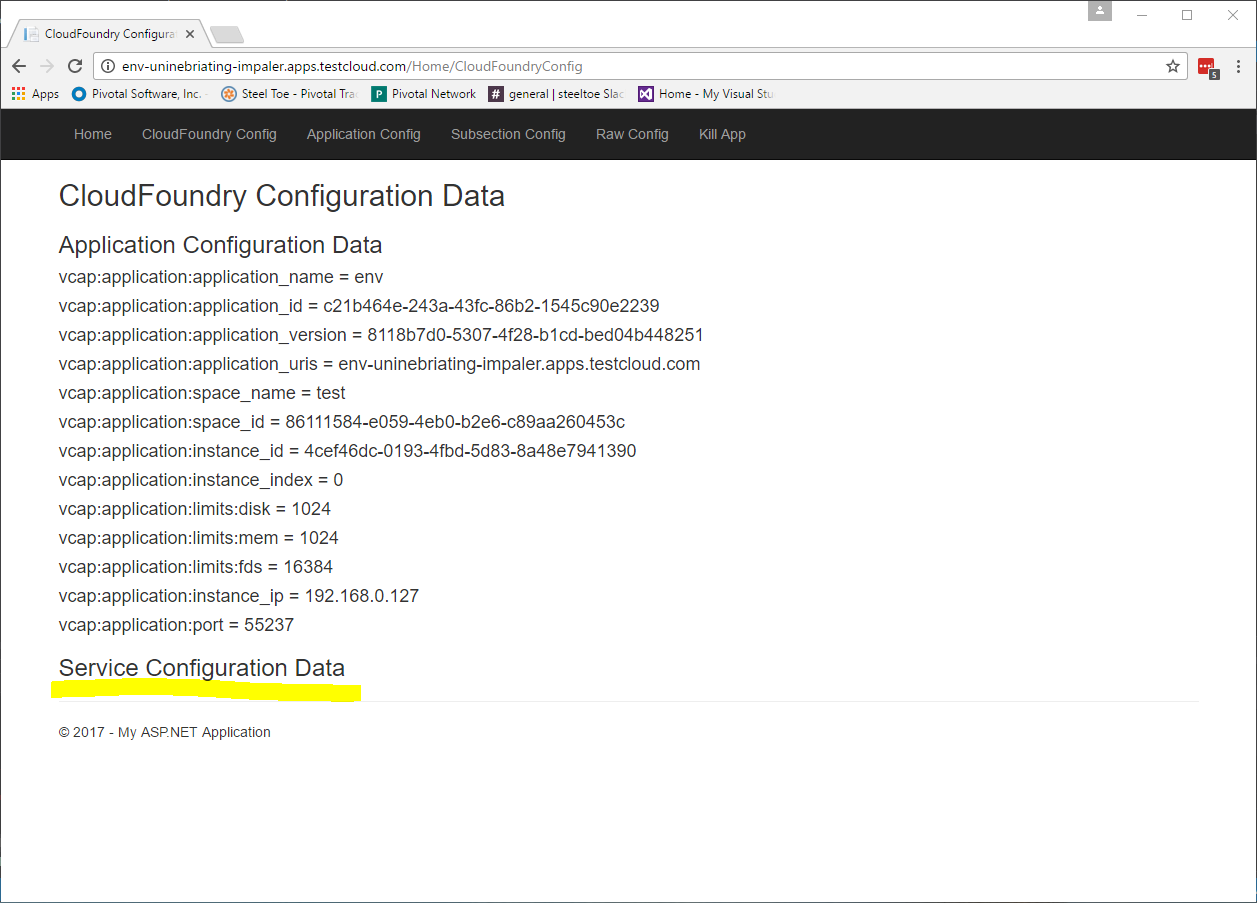 CloudFoundry Configura
env-uninebriating-impaler.apps.testcloud.com/Home/CloudFoundryConfig
5
Apps Pivotal Software, Inc. Steel Toe - Pivotal Tra P Pivotal Network # general | steeltoe Slac Home - My Visual Stu
Home CloudFoundry Config Application Config Subsection Config Raw Config Kill App
CloudFoundry Configuration Data
Application Configuration Data
vcap:application:application_name = env
vcap:application:application_id = c21b464e-243a-43fc-86b2-1545c90e2239
vcap:application:application_version = 8118b7d0-5307-4f28-b1cd-bed04b448251
vcap:application:application_uris = env-uninebriating-impaler.apps.testcloud.com
vcap:application:space_name = test
vcap:application:space_id = 86111584-e059-4eb0-b2e6-c89aa260453c
vcap:application:instance_id = 4cef46dc-0193-4fbd-5d83-8a48e7941390
vcap:application:instance_index = 0
vcap:application:limits:disk = 1024
vcap:application:limits:mem = 1024
vcap:application:limits:fds = 16384
vcap:application:instance_ip = 192.168.0.127
vcap:application:port = 55237
Service Configuration Data
© 2017 - My ASP.NET Application